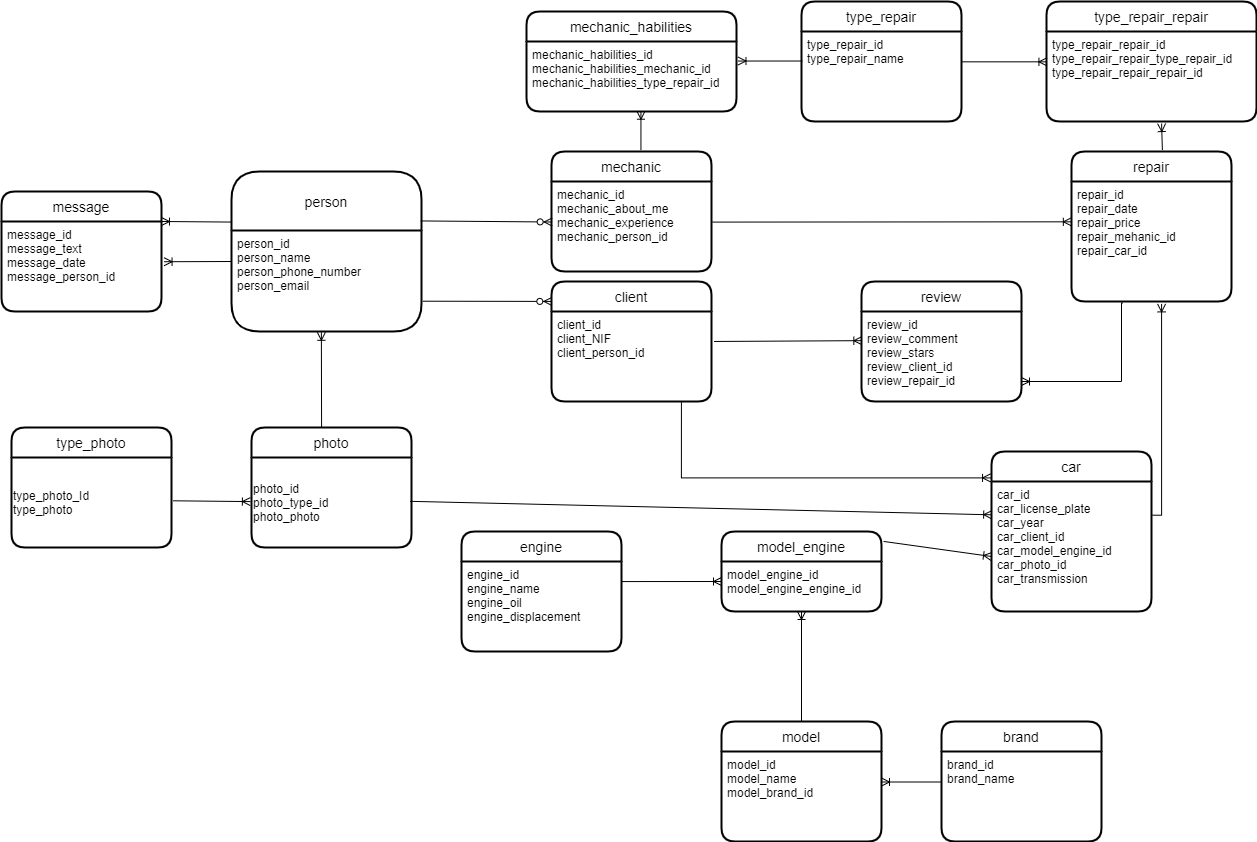 mechanic_habilities
mechanic_habilities_id
mechanic_habilities_mechanic_id
mechanic_habilities_type_repair_id
type_repair
type_repair_id
type_repair_name
type_repair_repair
type_repair_repair_id
type_repair_repair_type_repair_id
type_repair_repair_repair_id
message
message_id
message_text
message_date
message_person_id
person
person_id
person_name
person_phone_number
person_email
mechanic
mechanic_id
mechanic_about_me
mechanic_experience
mechanic_person_id
repair
repair_id
repair_date
repair_price
repair_mehanic_id
repair_car_id
client
client_id
client_NIF
client_person_id
review
review_id
review_comment
review_stars
review_client_id
review_repair_id
type_photo
type_photo_Id
type_photo
photo
photo_id
photo_type_id
photo_photo
car
car_id
car_license_plate
car_year
car_client_id
car_model_engine_id
car_photo_id
car_transmission
engine
engine_id
engine_name
engine_oil
engine_displacement
model_engine
model_engine_id
model_engine_engine_id
model
model_id
model_name
model_brand_id
brand
brand_id
brand_name